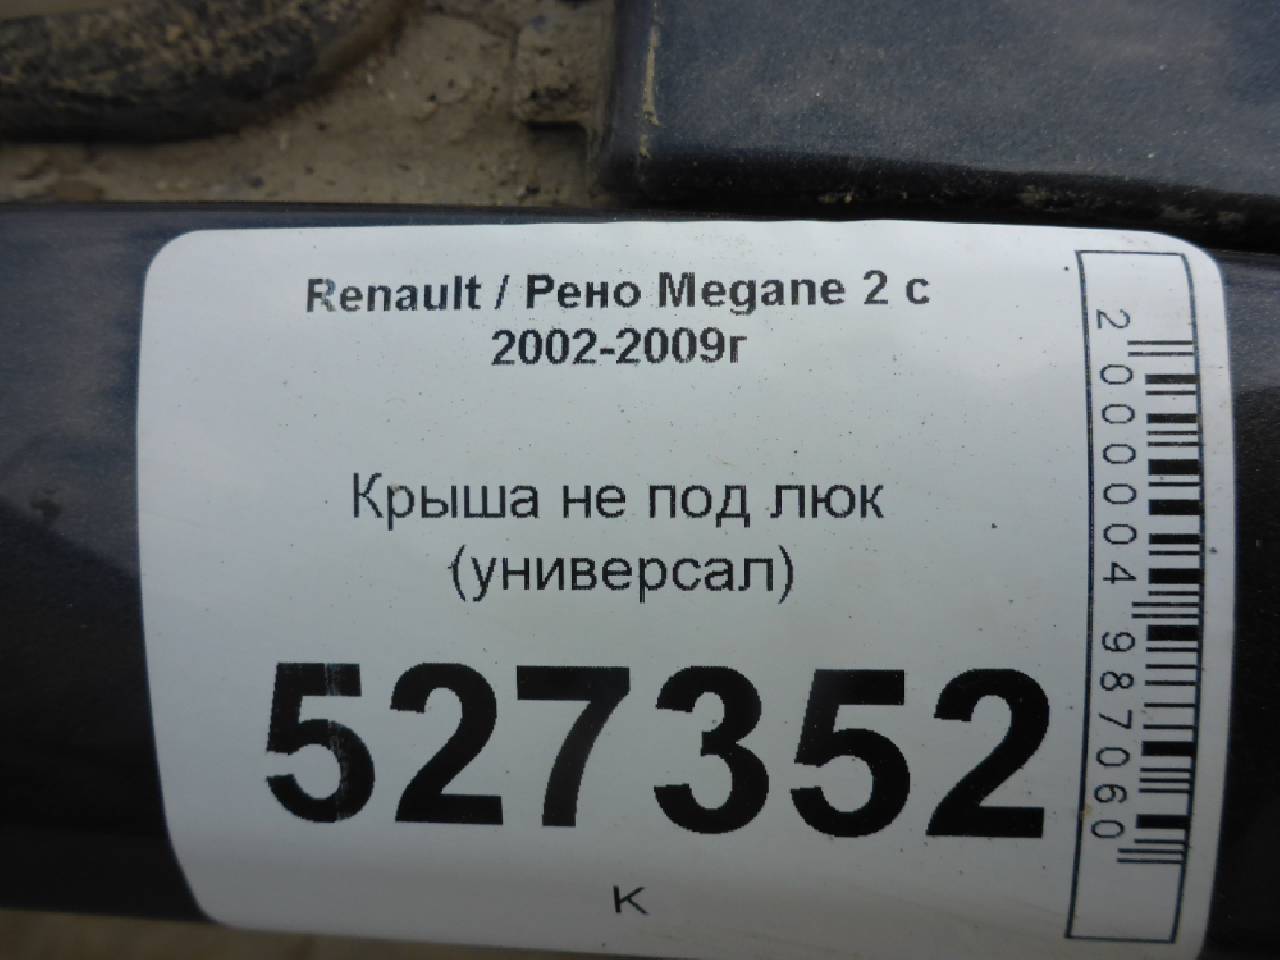 Renault / Рено Megane 2 с
2002-2009г
Крыша не под люк
(универсал)
527352
К
2000004987060